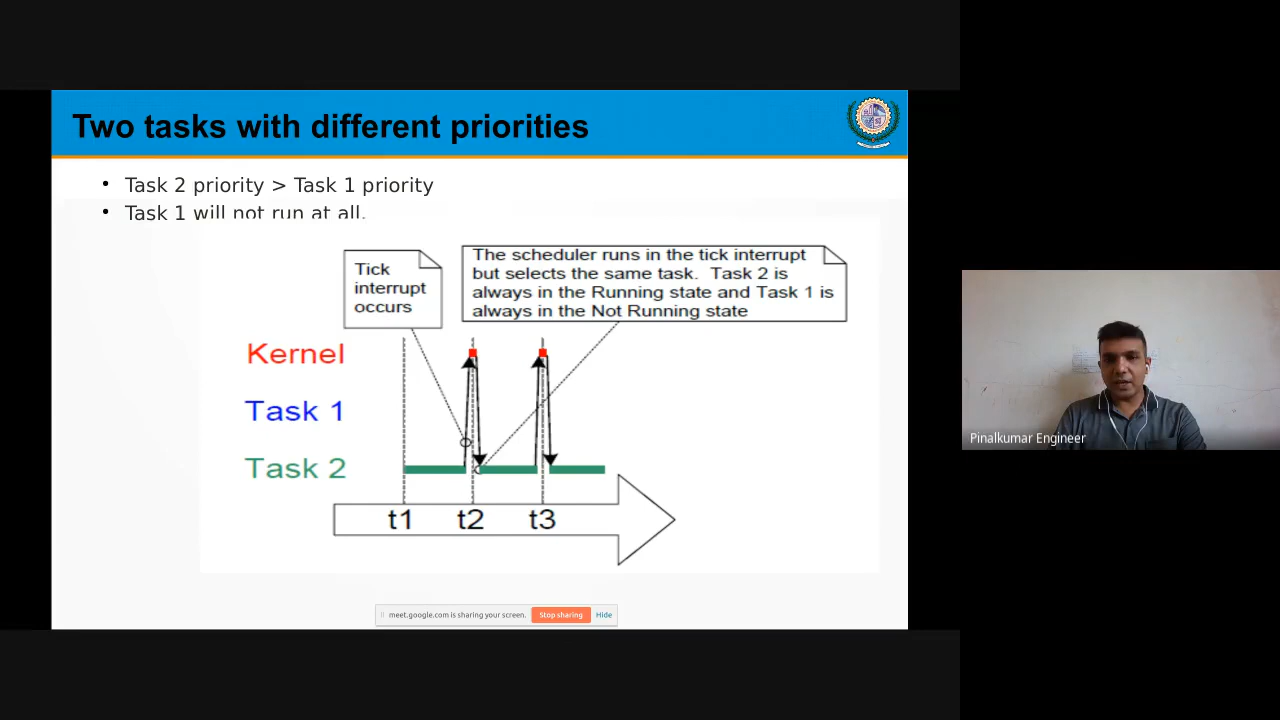 Two tasks with different priorities
• Task 2 priority > Task 1 priority
• Task 1 will not run at all.
Tick
interrupt
occurs
The scheduler runs in the tick interrupt
but selects the same task. Task 2 is
always in the Running state and Task 1 is
always in the Not Running state
Kernel
Task 1
Task 2
t1 t2 t3
meet.google.com is sharing your screen. Stop sharing Hide
Pinalkumar Engineer